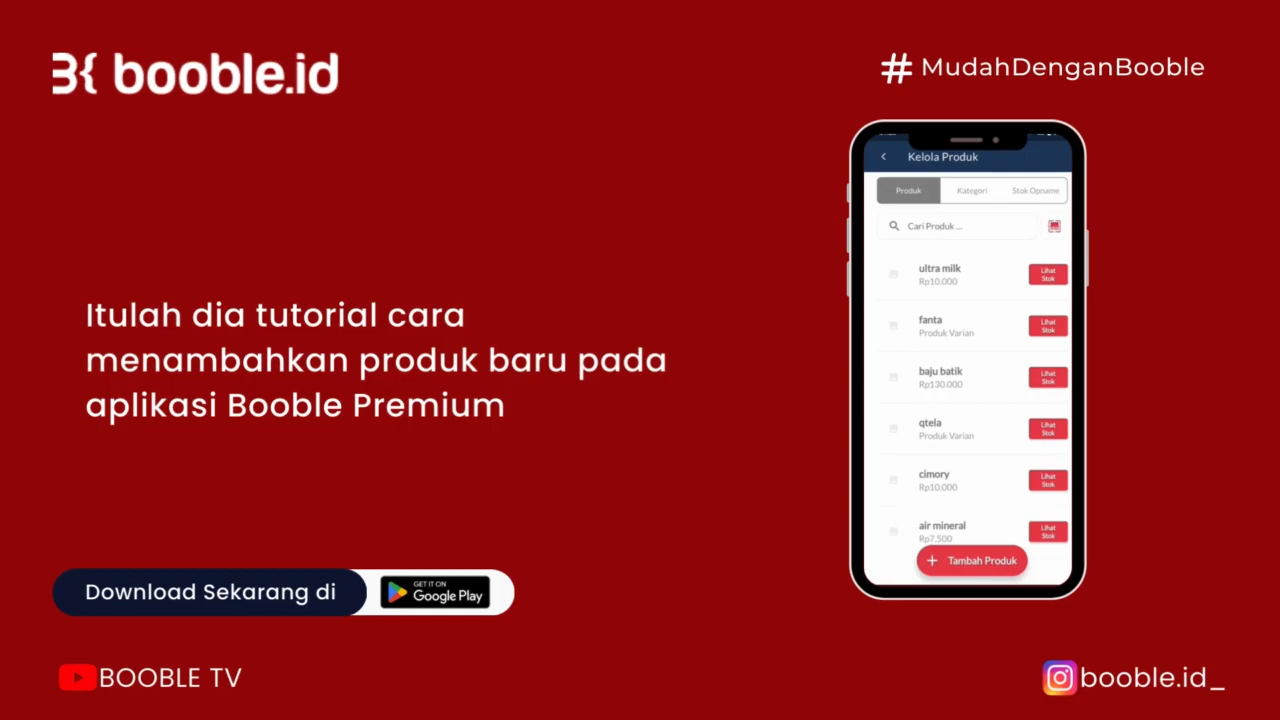 booble.id
#MudahDenganBooble
Itulah dia tutorial cara
menambahkan produk baru pada
aplikasi Booble Premium
Kelola Produk
Produk Kategori Stok Opname
Cari Produk ...
ultra milk
Rp10.000
Lihat
Stok
fanta
Produk Varian
Lihat
Stok
baju batik
Rp130.000
Lihat
Stok
qtela
Produk Varian
Lihat
Stok
cimory
Rp10.000
Lihat
Stok
air mineral
Rp7.500
Lihat
Stok
+ Tambah Produk
Download Sekarang di
GET IT ON
Google Play
BOOBLE TV
booble.id_